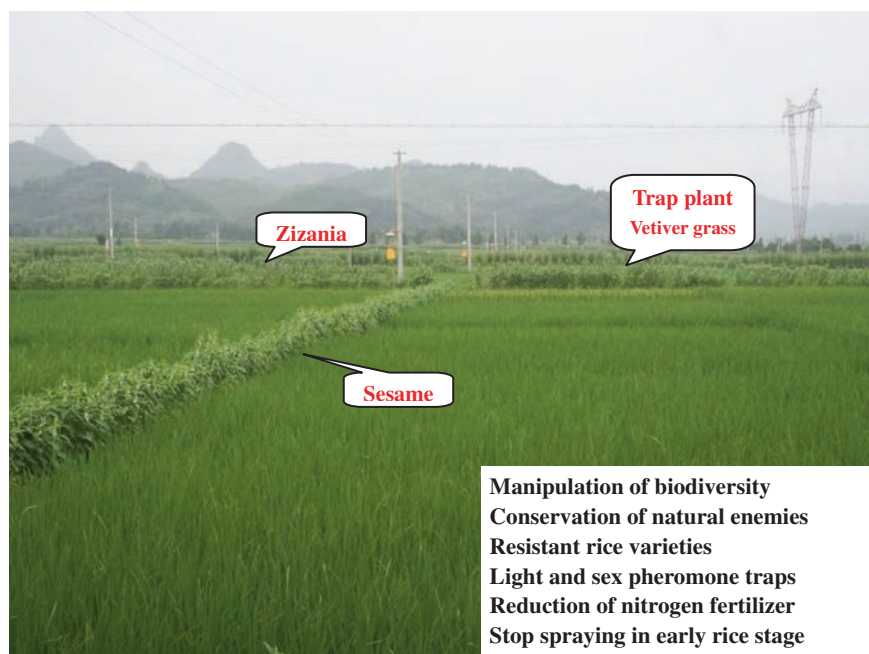 Trap plant
Vetiver grass
Zizania
Sesame
Manipulation of biodiversity
Conservation of natural enemies
Resistant rice varieties
Light and sex pheromone traps
Reduction of nitrogen fertilizer
Stop spraying in early rice stage